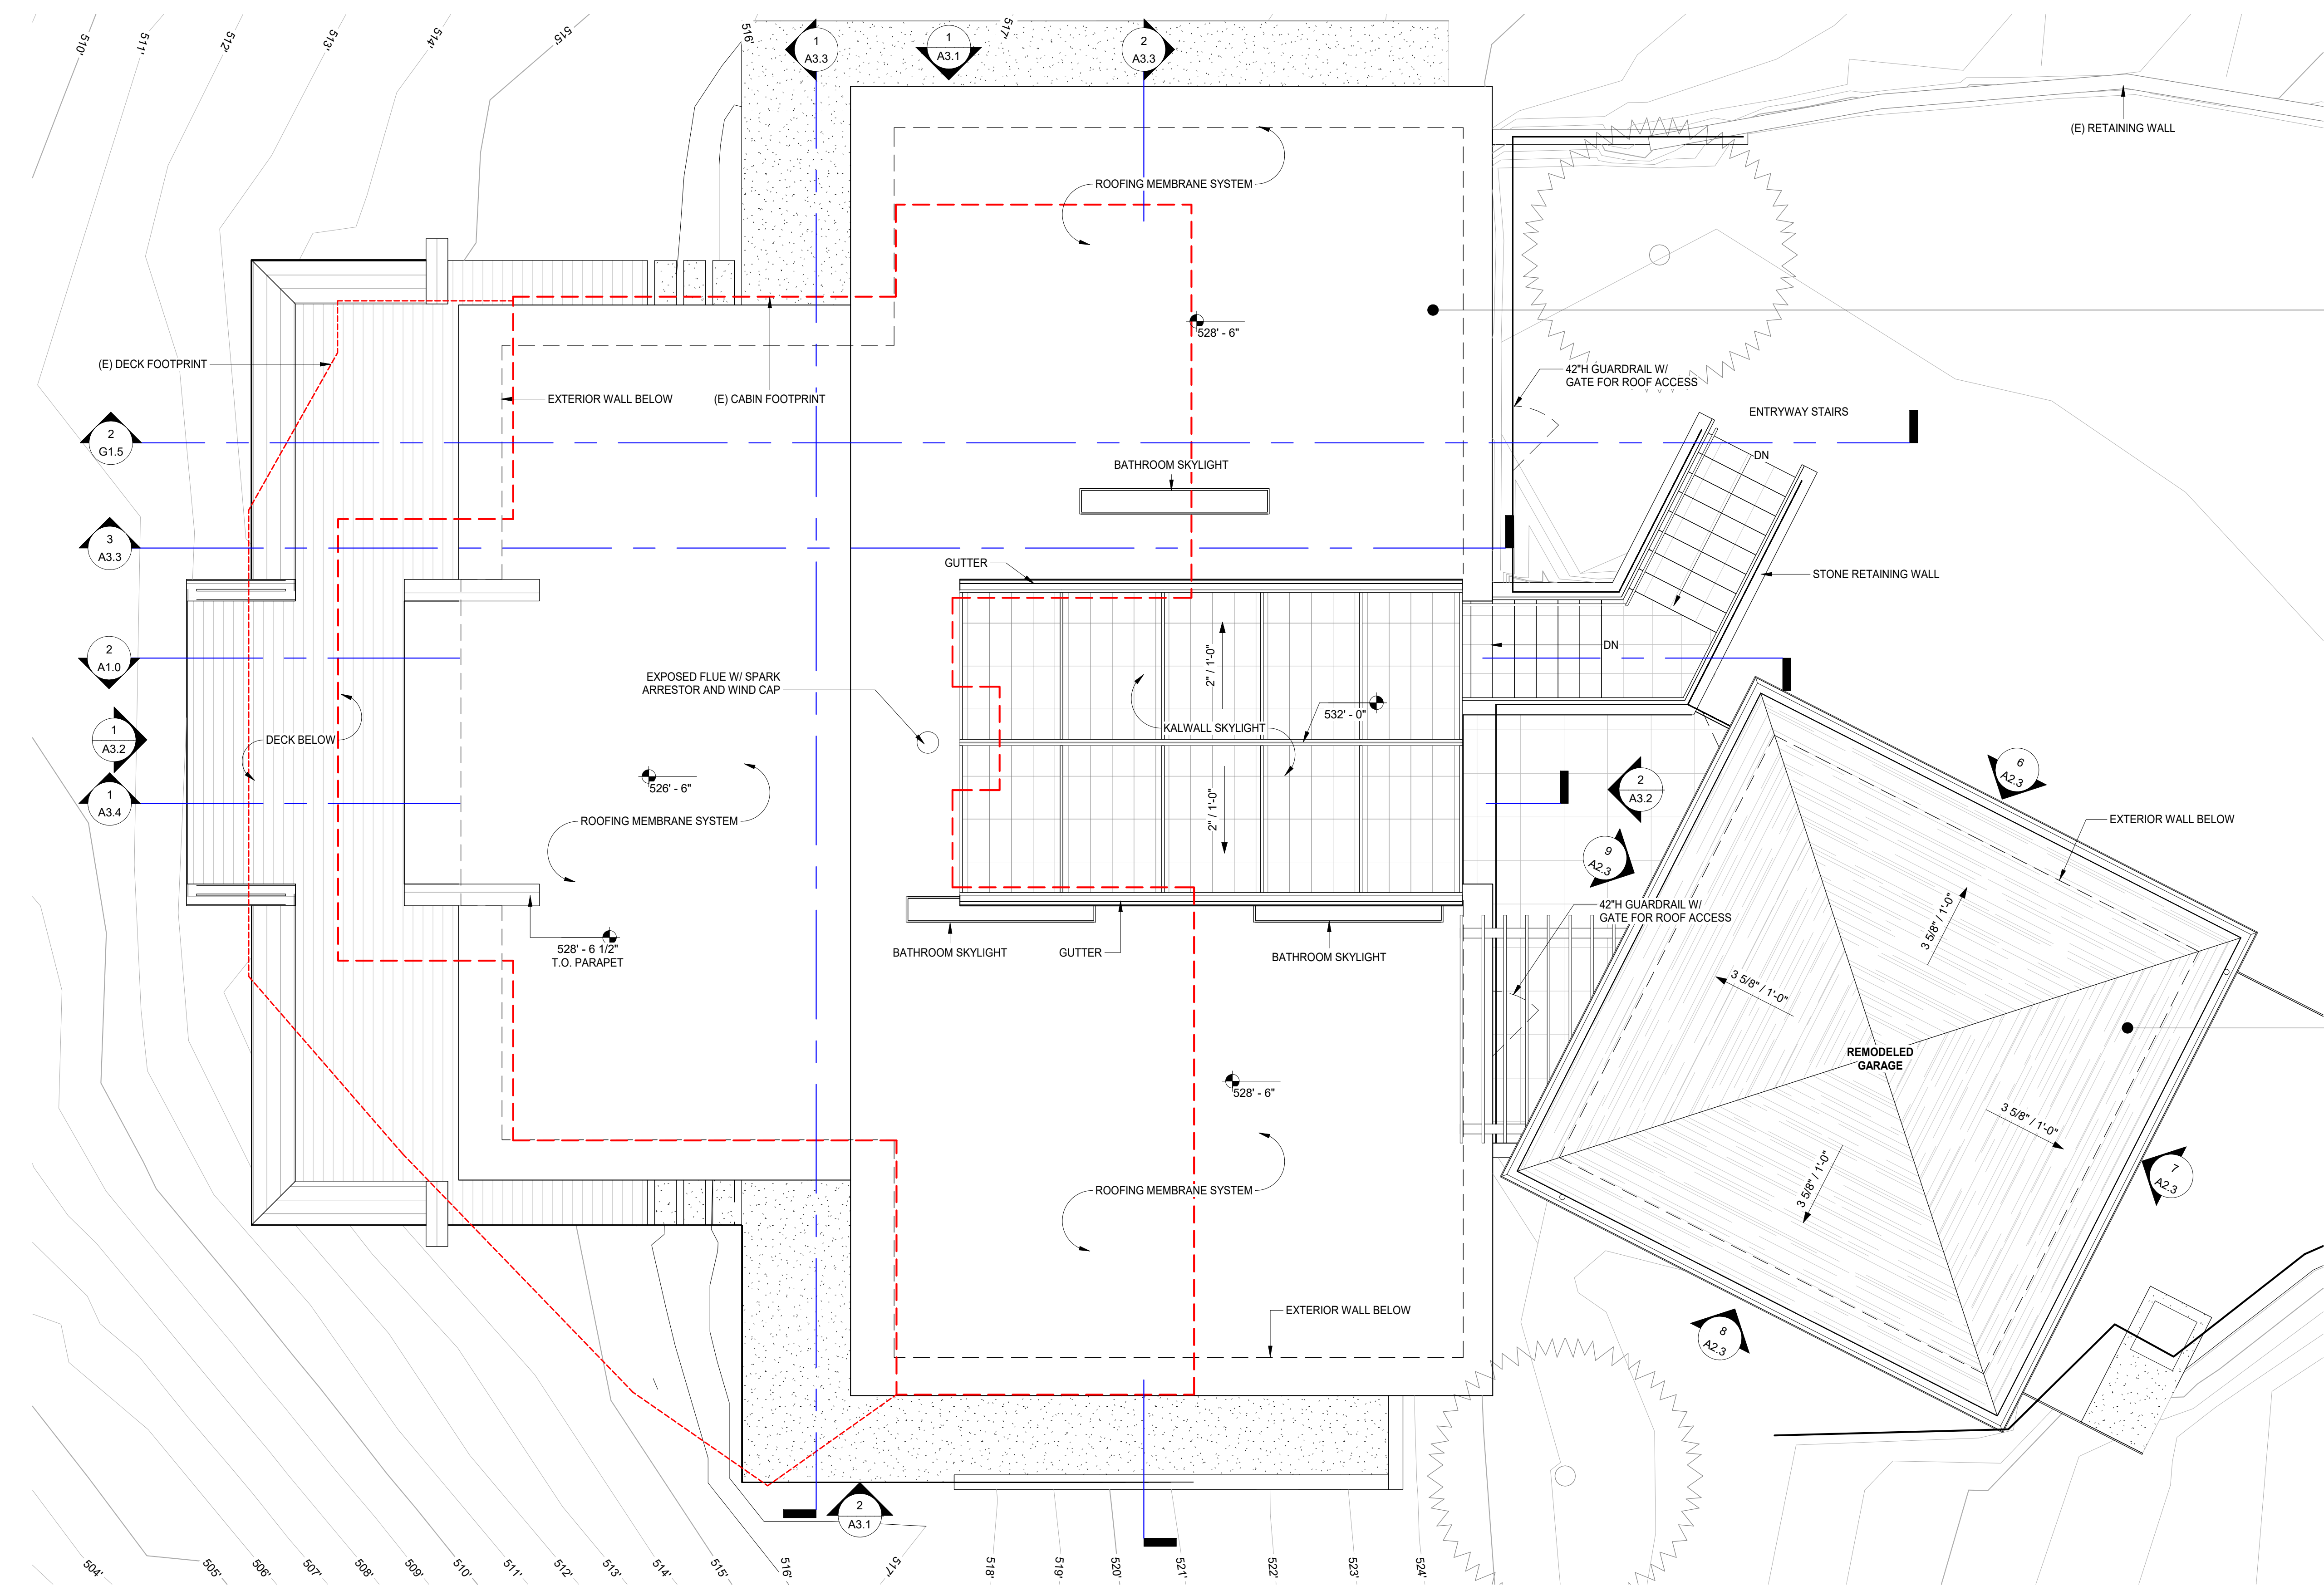 510'
511'
512'
513'
514'
515'
516'
517'
1
A3.3
1
A3.1
2
A3.3
(E) RETAINING WALL
ROOFING MEMBRANE SYSTEM
528' - 6"
(E) DECK FOOTPRINT
EXTERIOR WALL BELOW
(E) CABIN FOOTPRINT
42"H GUARDRAIL W/
GATE FOR ROOF ACCESS
ENTRYWAY STAIRS
2
G1.5
DN
BATHROOM SKYLIGHT
3
A3.3
GUTTER
STONE RETAINING WALL
2
A1.0
DN
2" / 1'-0"
EXPOSED FLUE W/ SPARK
ARRESTOR AND WIND CAP
532' - 0"
KALWALL SKYLIGHT
1
A3.2
DECK BELOW
6
A2.3
526' - 6"
2
A3.2
1
A3.4
2" / 1'-0"
ROOFING MEMBRANE SYSTEM
EXTERIOR WALL BELOW
9
A2.3
42"H GUARDRAIL W/
GATE FOR ROOF ACCESS
3 5/8" / 1'-0"
528' - 6 1/2"
T.O. PARAPET
BATHROOM SKYLIGHT
GUTTER
BATHROOM SKYLIGHT
3 5/8" / 1'-0"
REMODELED
GARAGE
528' - 6"
3 5/8" / 1'-0"
3 5/8" / 1'-0"
7
A2.3
ROOFING MEMBRANE SYSTEM
EXTERIOR WALL BELOW
8
A2.3
2
A3.1
504'
505'
506'
507'
508'
509'
510'
511'
512'
513'
514'
515'
516'
517'
518'
519'
520'
521'
522'
523'
524'